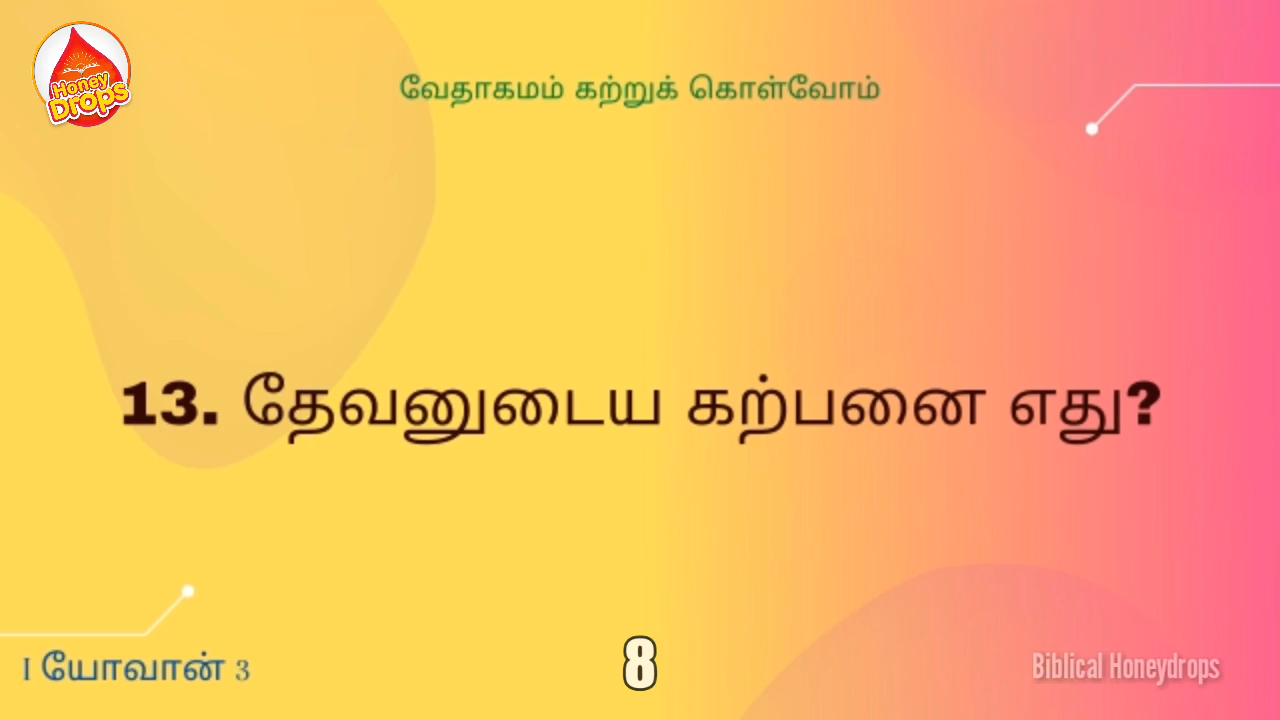 Honey
Drops
வேதாகமம் கற்றுக் கொள்வோம்
13. தேவனுடைய கற்பனை எது?
I யோவான் 3
8
Biblical Honeydrops